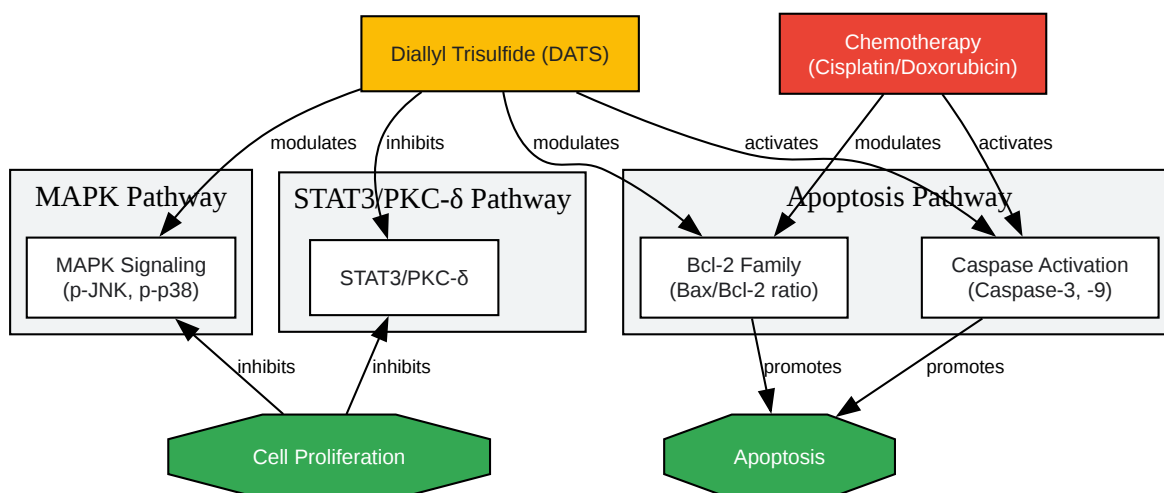 Diallyl Trisulfide (DATS)
Chemotherapy
(Cisplatin/Doxorubicin)
modulates
inhibits
modulates
activates
modulates
activates
MAPK Pathway
STAT3/PKC-δ Pathway
Apoptosis Pathway
MAPK Signaling
(p-JNK, p-p38)
STAT3/PKC-δ
Bcl-2 Family
(Bax/Bcl-2 ratio)
Caspase Activation
(Caspase-3, -9)
inhibits
inhibits
promotes
promotes
Cell Proliferation
Apoptosis